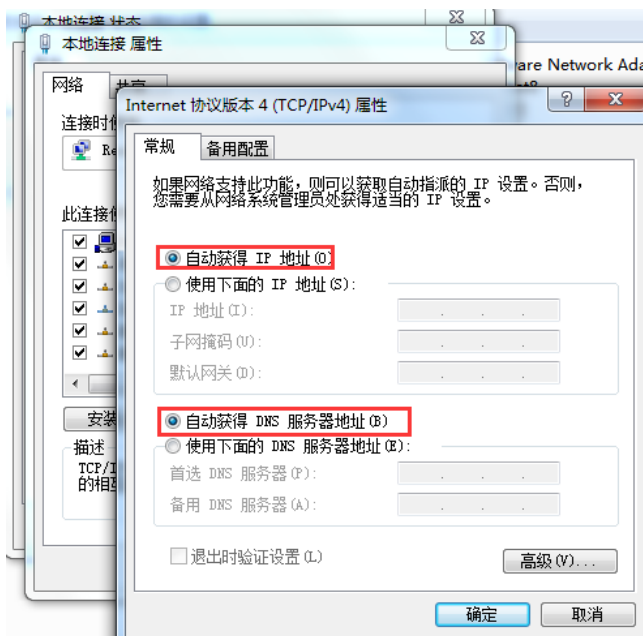 本地连接 状态
本地连接 属性
网络
共享
连接时使
Re
此连接使
安装
描述
TCP/I
的相互
are Network Ada
Internet 协议版本 4 (TCP/IPv4) 属性
常规
备用配置
如果网络支持此功能，则可以获取自动指派的 IP 设置。否则，
您需要从网络系统管理员处获得适当的 IP 设置。
自动获得 IP 地址(O)
使用下面的 IP 地址(S):
IP 地址(I):
子网掩码(U):
默认网关(D):
自动获得 DNS 服务器地址(B)
使用下面的 DNS 服务器地址(E):
首选 DNS 服务器(P):
备用 DNS 服务器(A):
退出时验证设置(L)
高级(V)...
确定
取消